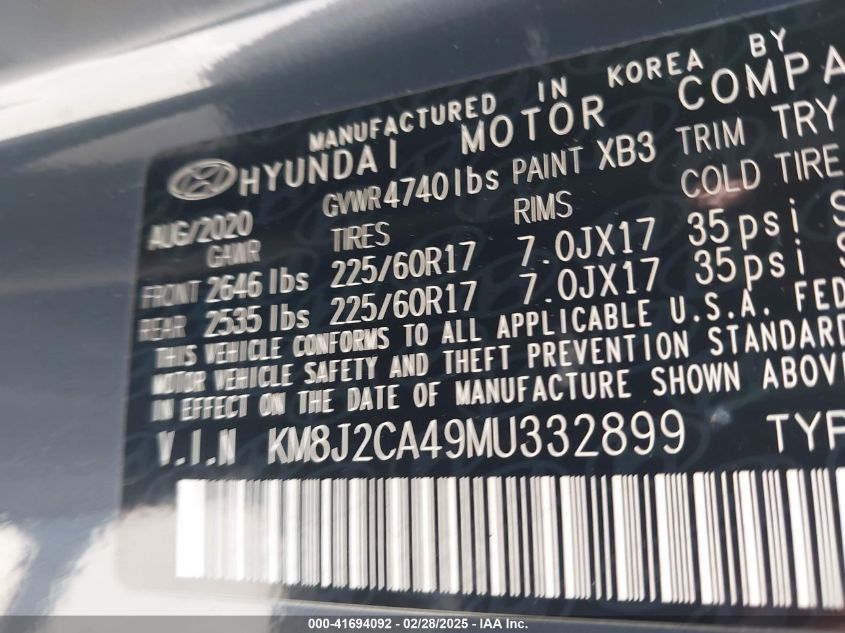 MANUFACTURED IN KOREA BY
HYUNDAI MOTOR COMPA
AUG/2020 GVWR 4740lbs PAINT XB3 TRIM TRY
GAWR TIRES RIMS COLD TIRE
FRONT 2646 lbs 225/60R17 7.0JX17 35psi S
REAR 2535 lbs 225/60R17 7.0JX17 35psi S
THIS VEHICLE CONFORMS TO ALL APPLICABLE U.S.A. FED
MOTOR VEHICLE SAFETY AND THEFT PREVENTION STANDARD
IN EFFECT ON THE DATE OF MANUFACTURE SHOWN ABOV
V.I.N KM8J2CA49MU332899 TYP
000-41694092 - 02/28/2025 - IAA Inc.